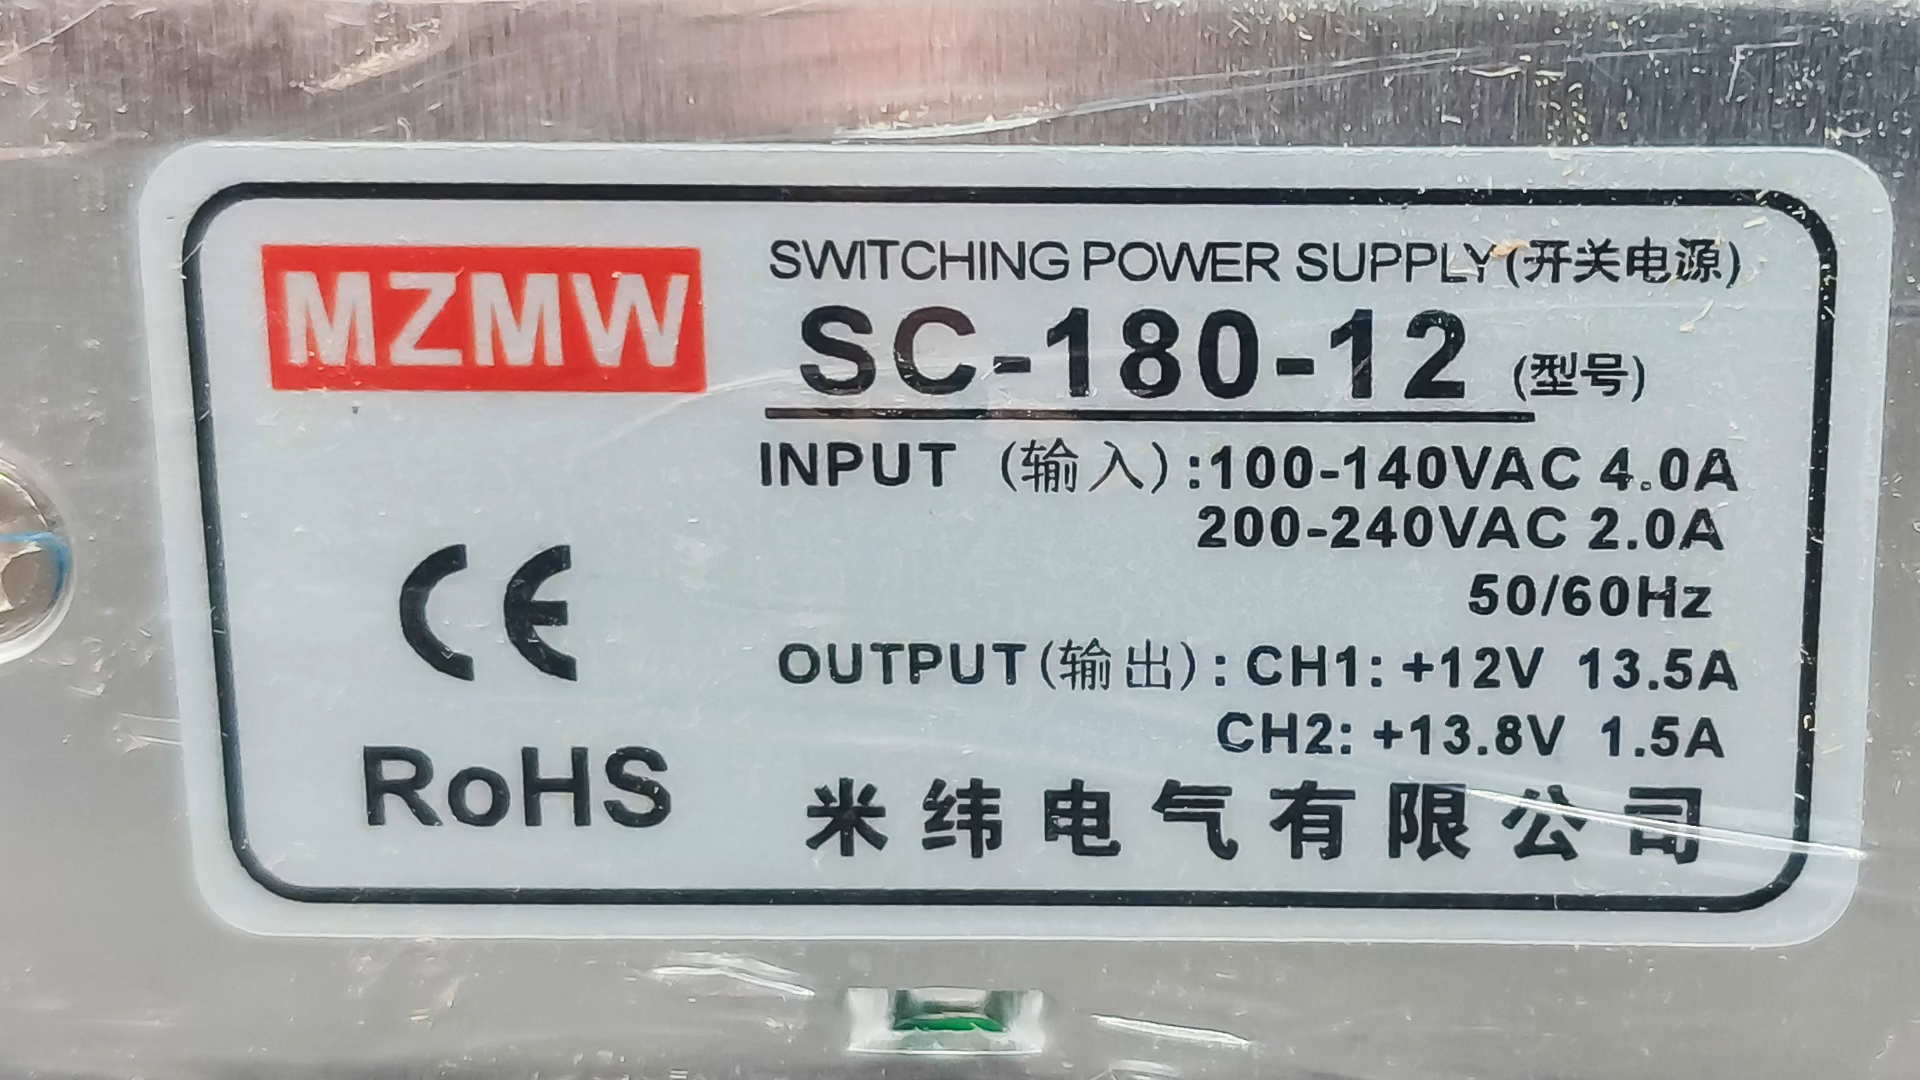 MZMW
SWITCHING POWER SUPPLY(开关电源)
SC-180-12 (型号)
INPUT (输入):100-140VAC 4.0A
200-240VAC 2.0A
50/60Hz
OUTPUT(输出): CH1: +12V 13.5A
CH2: +13.8V 1.5A
CE
RoHS
米纬电气有限公司